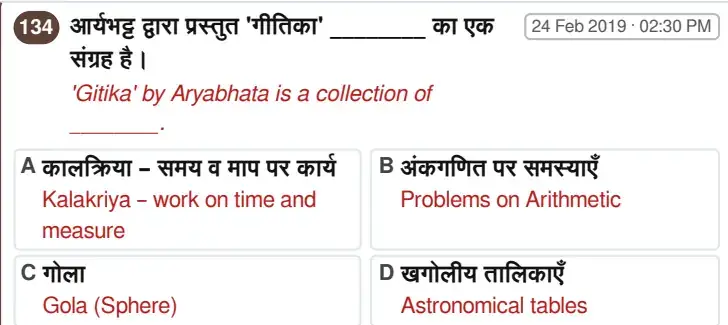 134 आर्यभट्ट द्वारा प्रस्तुत 'गीतिका' ________ का एक 24 Feb 2019 · 02:30 PM
संग्रह है।
'Gitika' by Aryabhata is a collection of
________.
A कालक्रिया – समय व माप पर कार्य B अंकगणित पर समस्याएँ
Kalakriya – work on time and Problems on Arithmetic
measure
C गोला D खगोलीय तालिकाएँ
Gola (Sphere) Astronomical tables